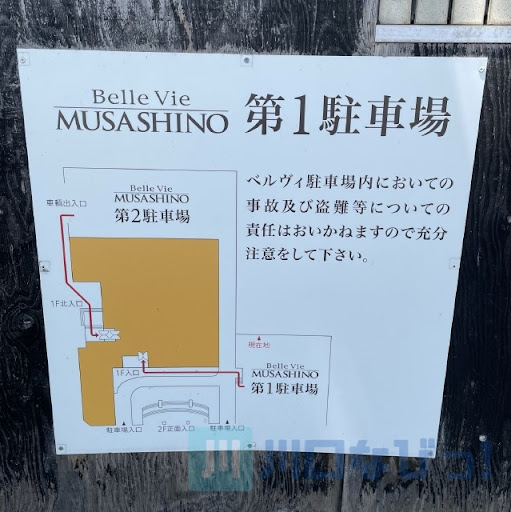 Belle Vie
MUSASHINO 第1駐車場
ベルヴィ駐車場内においての
事故及び盗難等についての
責任はおいかねますので充分
注意をして下さい。
Belle Vie
MUSASHINO
第2駐車場
車輌出入口
1F北入口
1F入口
現在地
Belle Vie
MUSASHINO
第1駐車場
駐車場入口
2F正面入口
駐車場入口
川口なびっ!